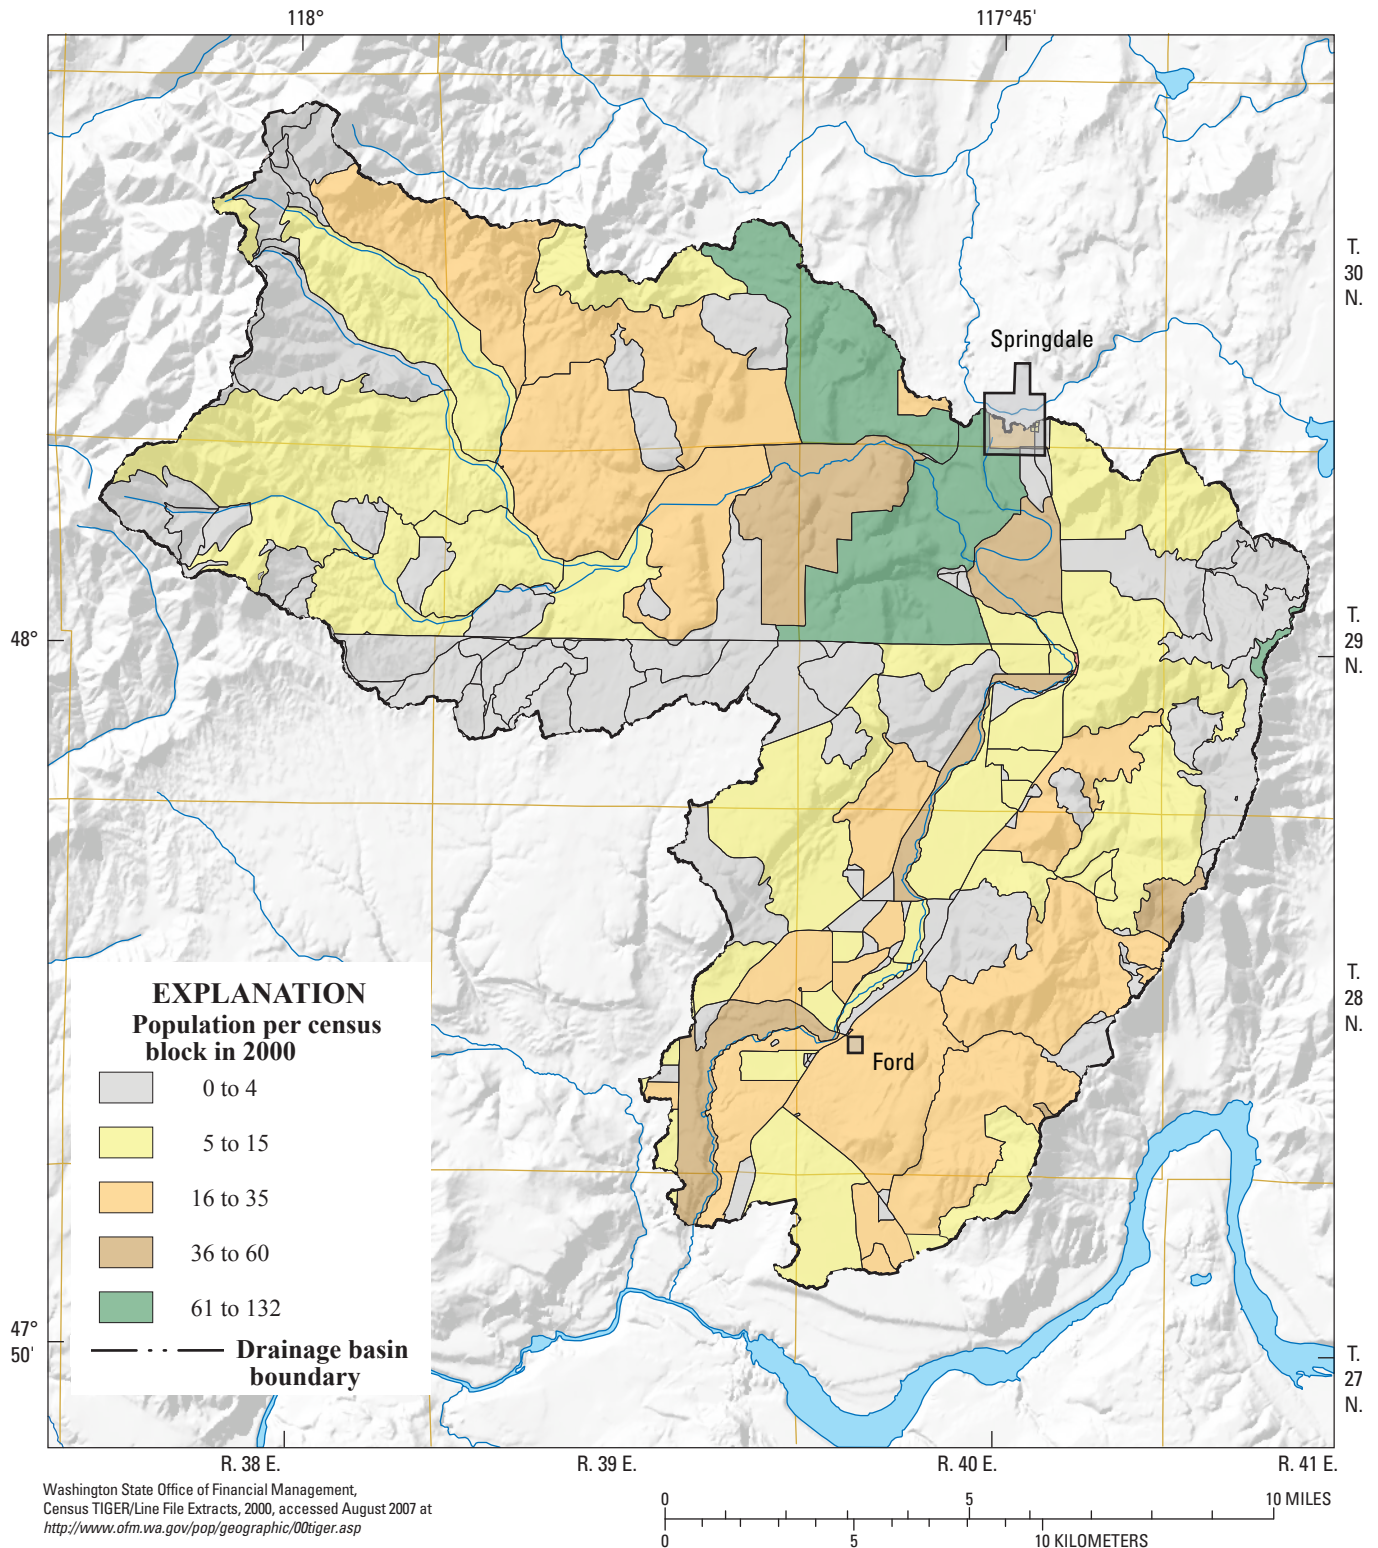 118°
117°45'
T.
30
N.
Springdale
48°
T.
29
N.
T.
28
N.
EXPLANATION
Population per census
block in 2000
0 to 4
5 to 15
16 to 35
36 to 60
61 to 132
Drainage basin
boundary
Ford
47°
50'
T.
27
N.
R. 38 E.
R. 39 E.
R. 40 E.
R. 41 E.
Washington State Office of Financial Management,
Census TIGER/Line File Extracts, 2000, accessed August 2007 at
http://www.ofm.wa.gov/pop/geographic/00tiger.asp
0 5 10 MILES
0 5 10 KILOMETERS